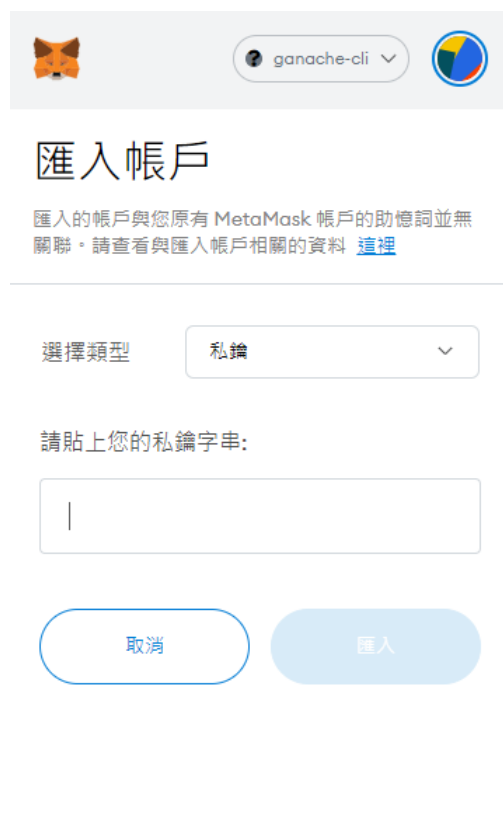 ganache-cli
匯入帳戶
匯入的帳戶與您原有 MetaMask 帳戶的助憶詞並無
關聯。請查看與匯入帳戶相關的資料 這裡
選擇類型 私鑰
請貼上您的私鑰字串:
取消 匯入